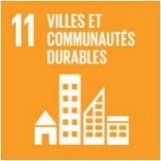 11 VILLES ET
COMMUNAUTÉS
DURABLES